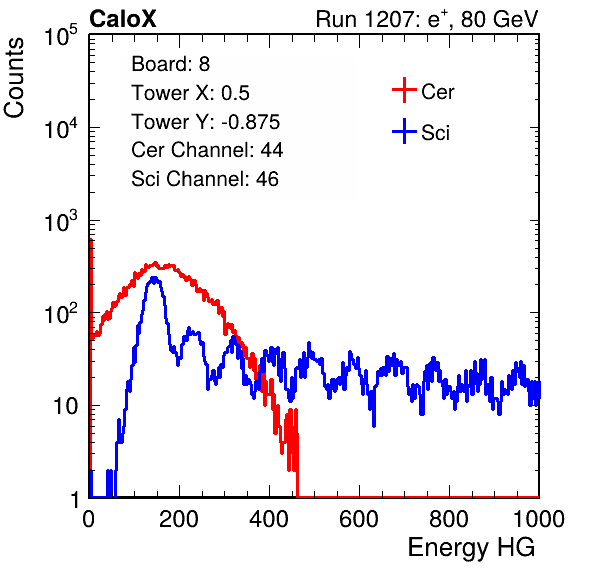 CaloX Run 1207: e⁺, 80 GeV
Counts
Board: 8
Tower X: 0.5
Tower Y: -0.875
Cer Channel: 44
Sci Channel: 46
Cer
Sci
10⁵
10⁴
10³
10²
10
1
0 200 400 600 800 1000
Energy HG